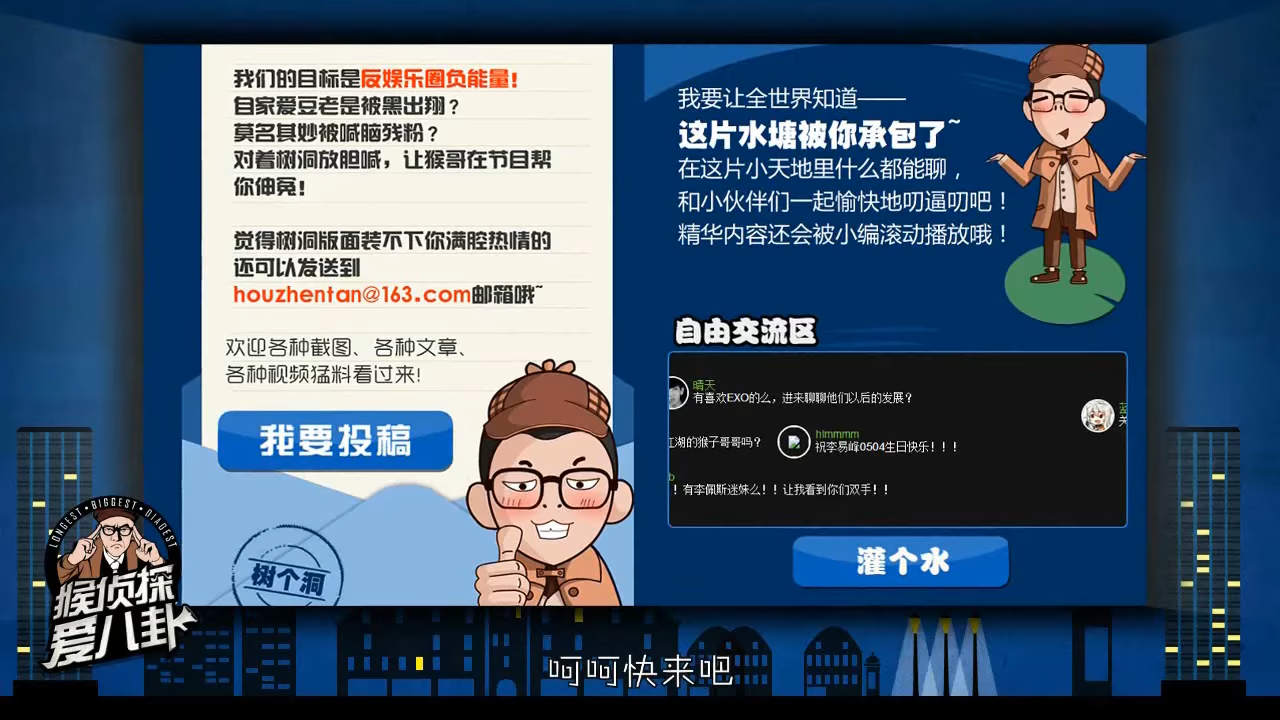 我们的目标是反娱乐圈负能量!
自家爱豆老是被黑出翔?
莫名其妙被喊脑残粉?
对着树洞放胆喊，让猴哥在节目帮
你伸冤!
觉得树洞版面装不下你满腔热情的
还可以发送到
houzhentan@163.com邮箱哦~
欢迎各种截图、各种文章、
各种视频猛料看过来!
我要投稿
树个洞
我要让全世界知道——
这片水塘被你承包了~
在这片小天地里什么都能聊，
和小伙伴们一起愉快地叨逼叨吧！
精华内容还会被小编滚动播放哦！
自由交流区
晴天
有喜欢EXO的么，进来聊聊他们以后的发展？
江湖的猴子哥哥吗？
hlmmmm
祝李易峰0504生日快乐！！！
！有李佩斯迷妹么！！让我看到你们双手！！
灌个水
LONGEST·BIGGEST·DIADEST
猴侦探
爱八卦
呵呵快来吧